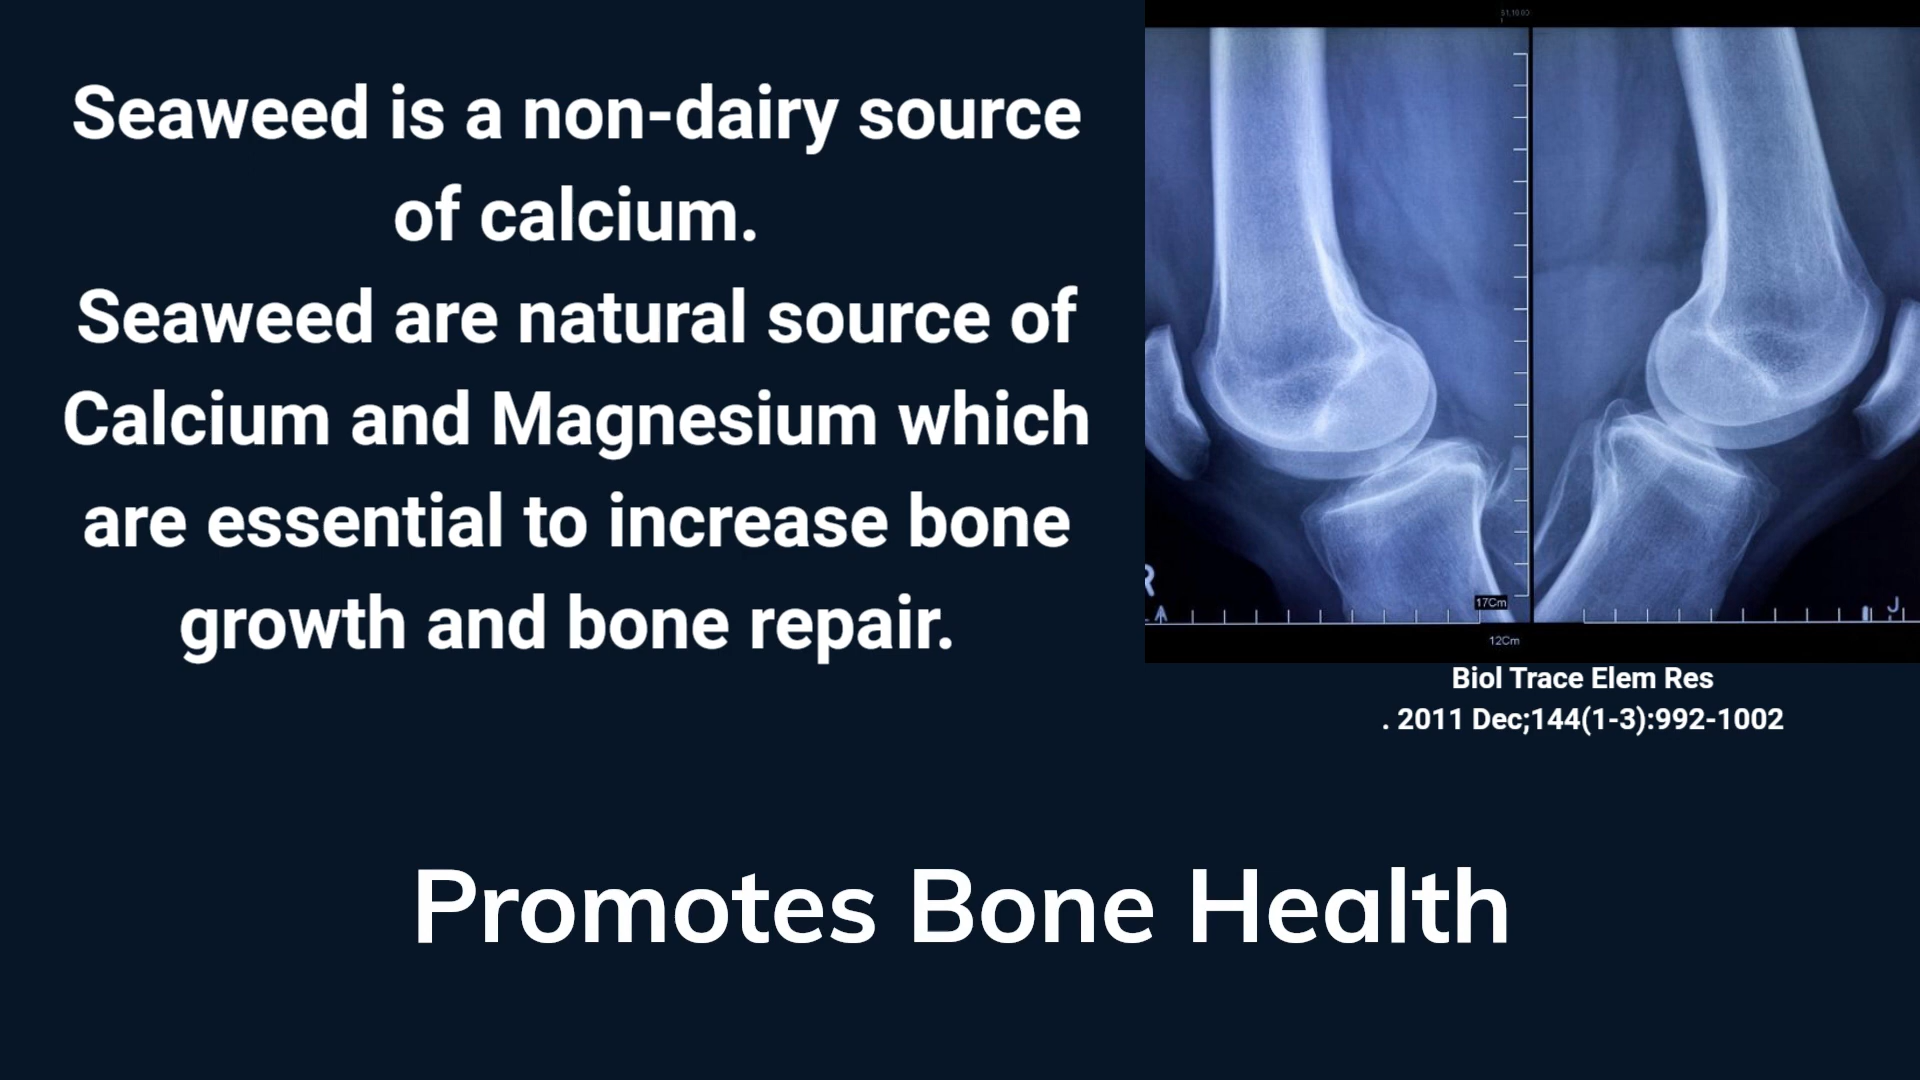 Seaweed is a non-dairy source
of calcium.
Seaweed are natural source of
Calcium and Magnesium which
are essential to increase bone
growth and bone repair.
R
17Cm
12Cm
Biol Trace Elem Res
. 2011 Dec;144(1-3):992-1002
Promotes Bone Health